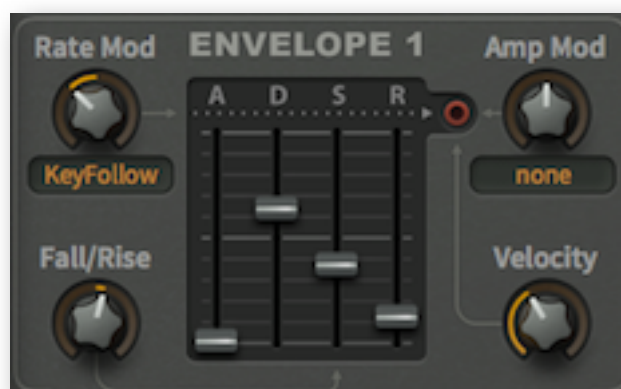 Rate Mod
ENVELOPE 1
Amp Mod
A D S R
KeyFollow
none
Fall/Rise
Velocity